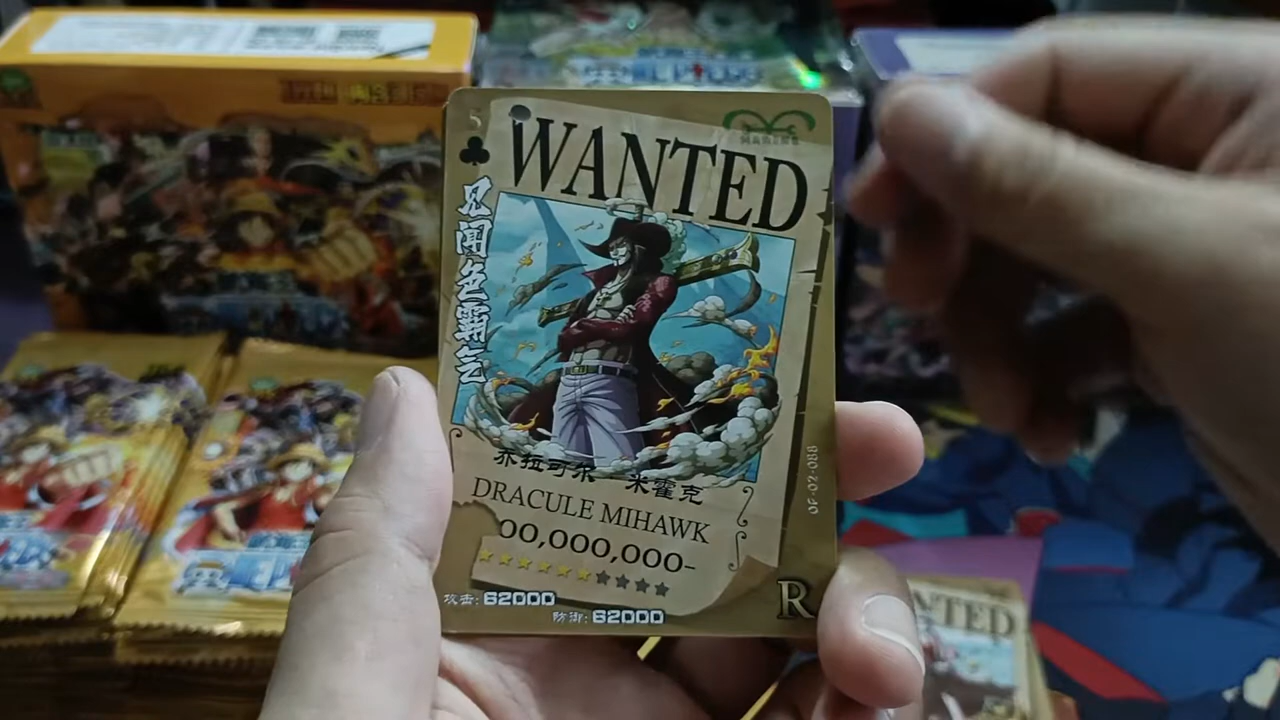 5
MARINE
WANTED
见闻色霸气
乔拉可尔 米霍克
DRACULE MIHAWK
00,000,000-
攻击: 62000
防御: 62000
R
OP-02-088
WANTED